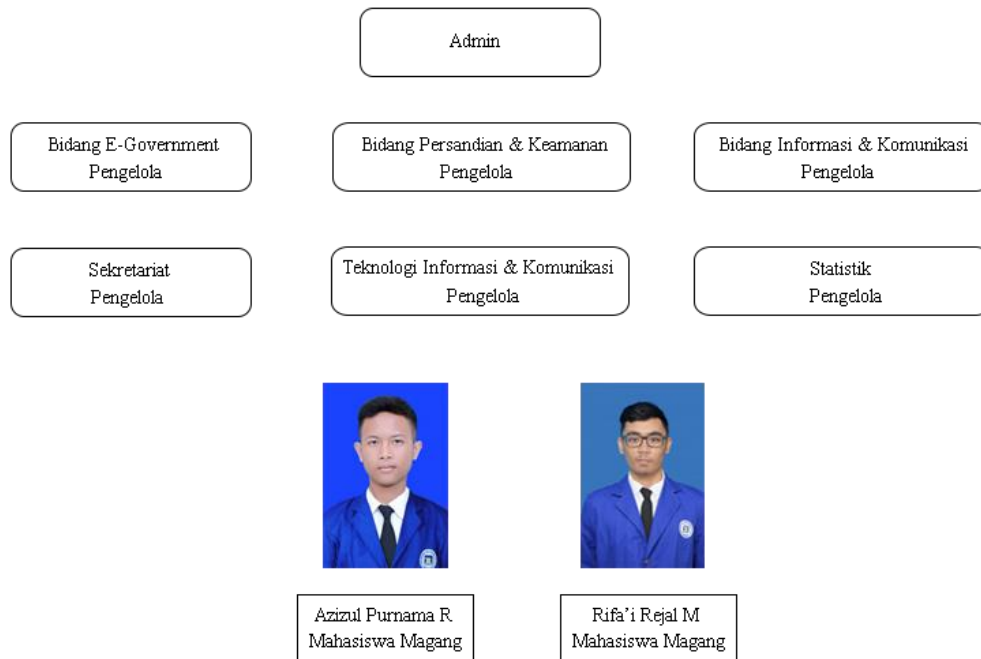 Admin
Bidang E-Government
Pengelola
Bidang Persandian & Keamanan
Pengelola
Bidang Informasi & Komunikasi
Pengelola
Sekretariat
Pengelola
Teknologi Informasi & Komunikasi
Pengelola
Statistik
Pengelola
Azizul Purnama R
Mahasiswa Magang
Rifa’i Rejal M
Mahasiswa Magang